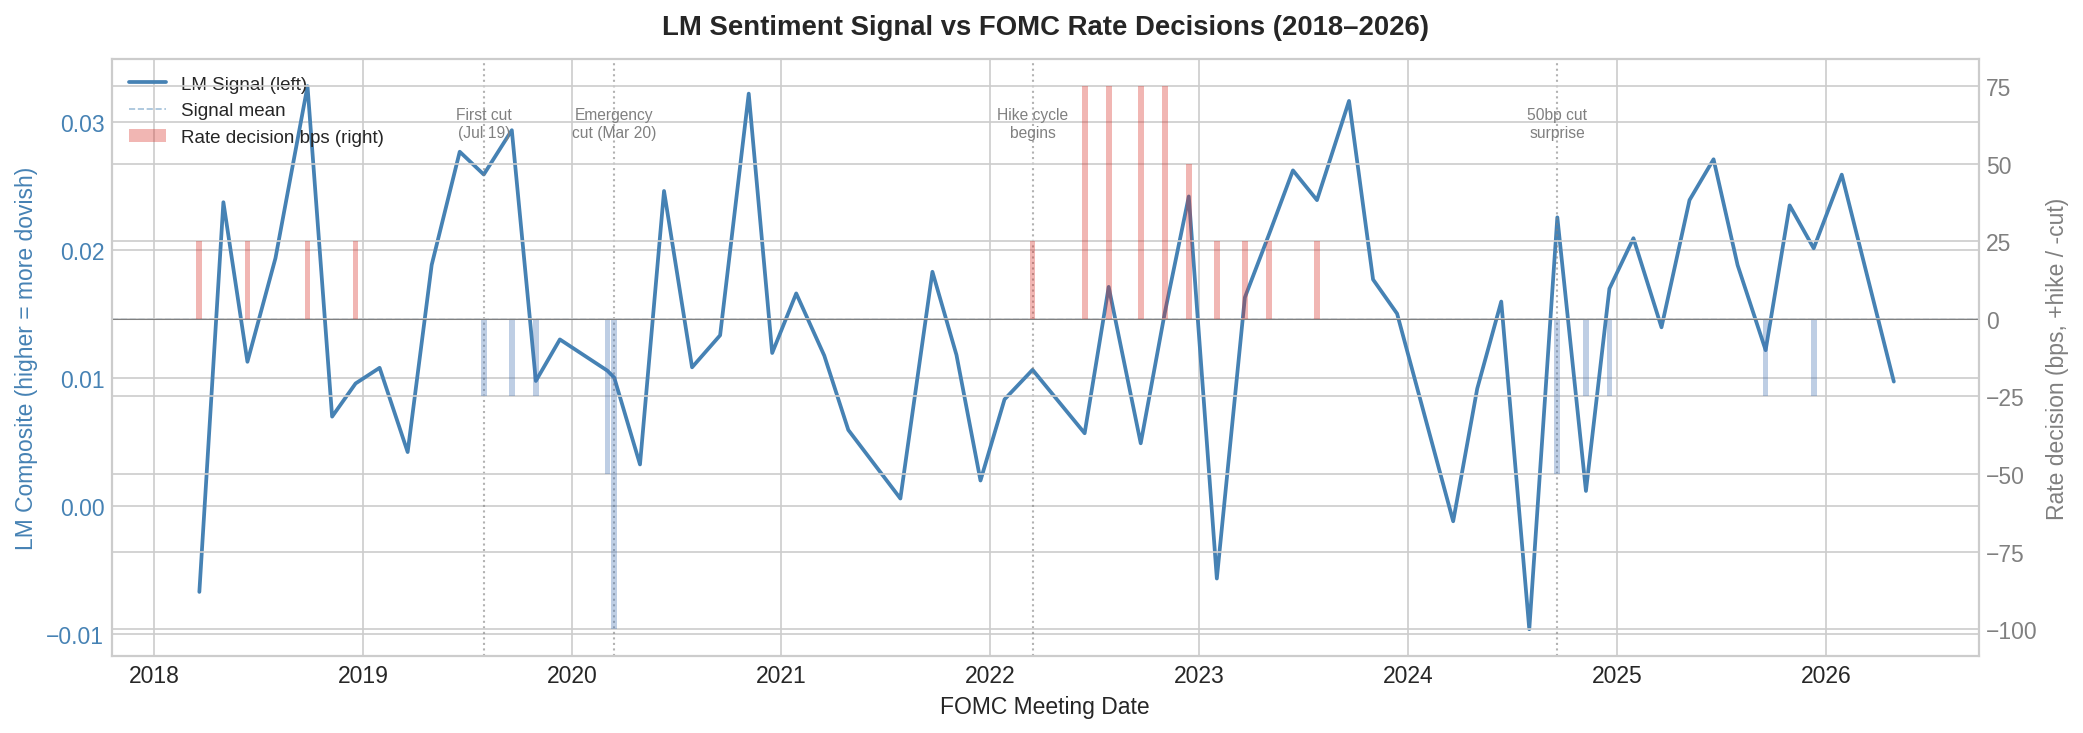 LM Sentiment Signal vs FOMC Rate Decisions (2018–2026)
LM Signal (left)
Signal mean
Rate decision bps (right)
First cut
(Jul 19)
Emergency
cut (Mar 20)
Hike cycle
begins
50bp cut
surprise
LM Composite (higher = more dovish)
0.03
0.02
0.01
0.00
−0.01
75
50
25
0
−25
−50
−75
−100
Rate decision (bps, +hike / -cut)
2018 2019 2020 2021 2022 2023 2024 2025 2026
FOMC Meeting Date